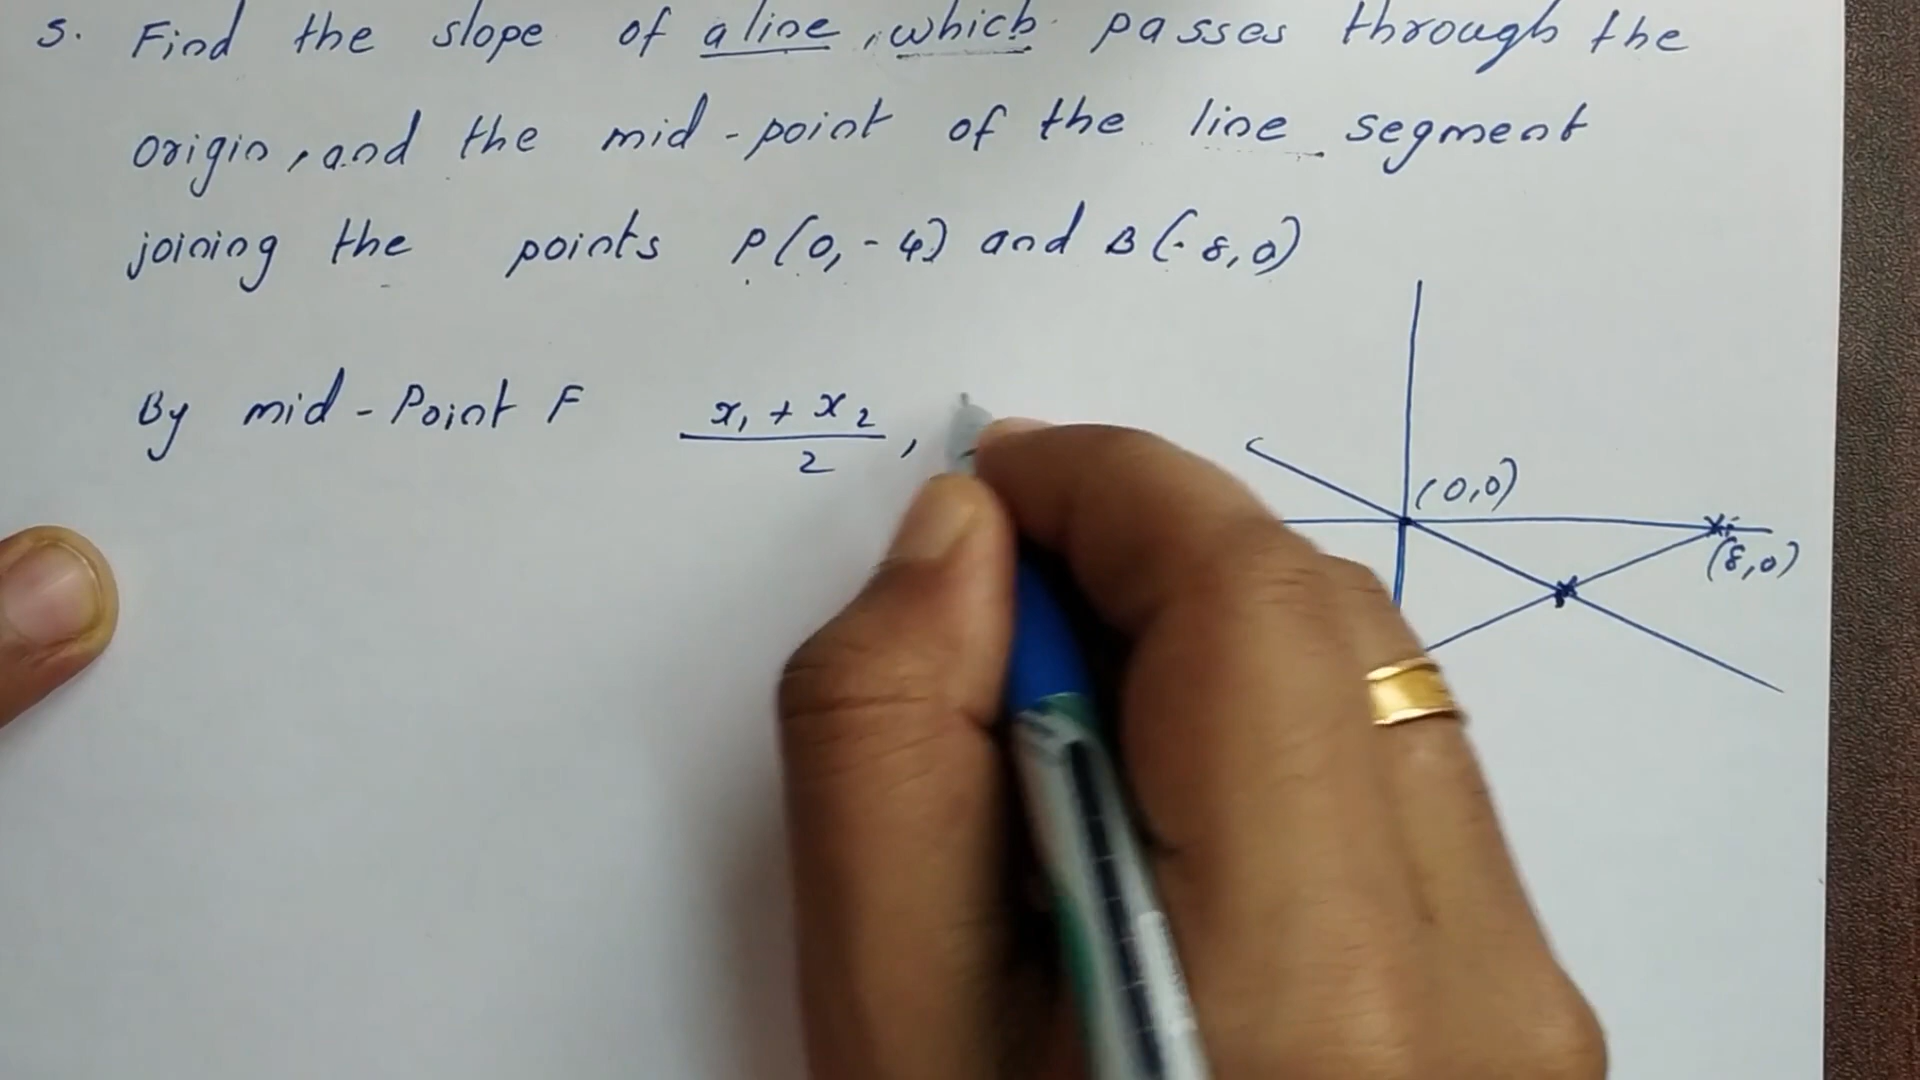 5. Find the slope of a line, which passes through the
origin, and the mid-point of the line segment
joining the points P(0,-4) and B(-8,0)
By mid-Point F x₁ + x₂
2 ,
(0,0)
(8,0)